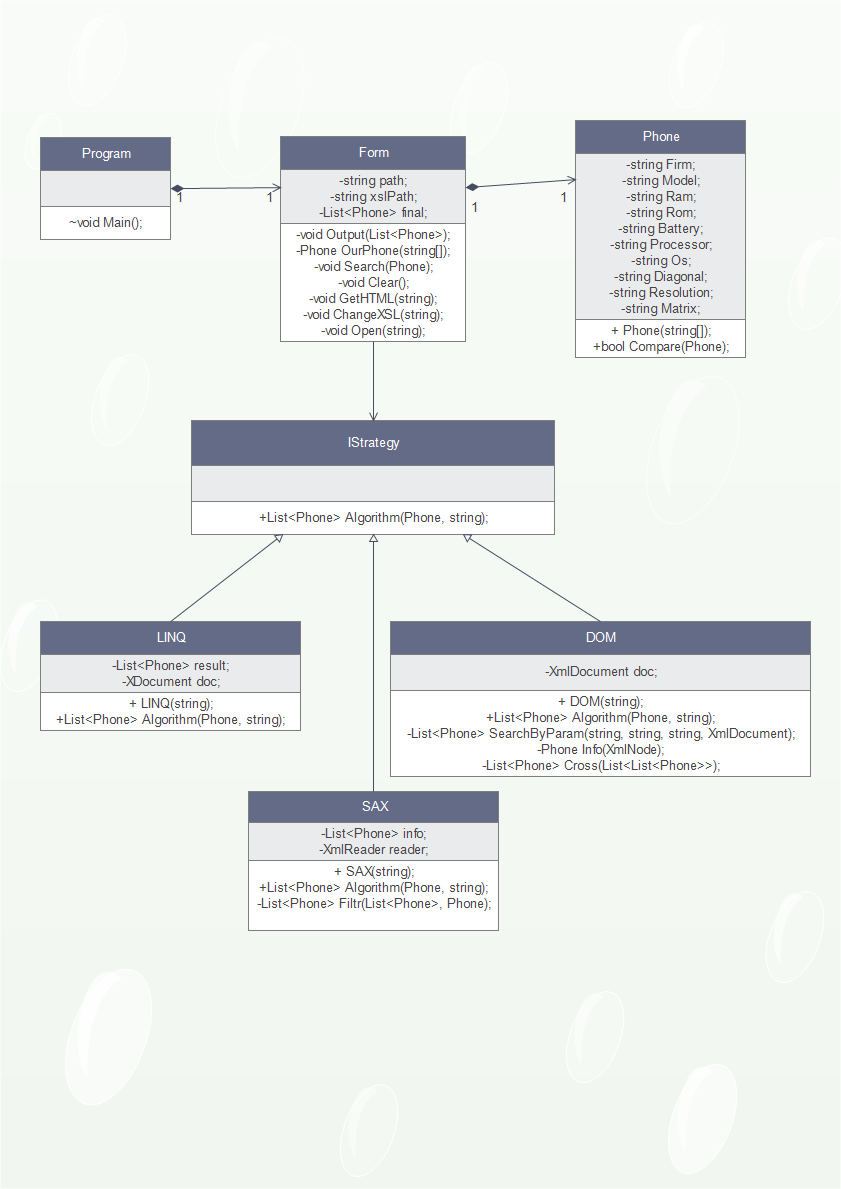 Program
~void Main();
1
1
Form
-string path;
-string xslPath;
-List<Phone> final;
-void Output(List<Phone>);
-Phone OurPhone(string[]);
-void Search(Phone);
-void Clear();
-void GetHTML(string);
-void ChangeXSL(string);
-void Open(string);
1
1
Phone
-string Firm;
-string Model;
-string Ram;
-string Rom;
-string Battery;
-string Processor;
-string Os;
-string Diagonal;
-string Resolution;
-string Matrix;
+ Phone(string[]);
+bool Compare(Phone);
IStrategy
+List<Phone> Algorithm(Phone, string);
LINQ
-List<Phone> result;
-XDocument doc;
+ LINQ(string);
+List<Phone> Algorithm(Phone, string);
DOM
-XmlDocument doc;
+ DOM(string);
+List<Phone> Algorithm(Phone, string);
-List<Phone> SearchByParam(string, string, string, XmlDocument);
-Phone Info(XmlNode);
-List<Phone> Cross(List<List<Phone>>);
SAX
-List<Phone> info;
-XmlReader reader;
+ SAX(string);
+List<Phone> Algorithm(Phone, string);
-List<Phone> Filtr(List<Phone>, Phone);